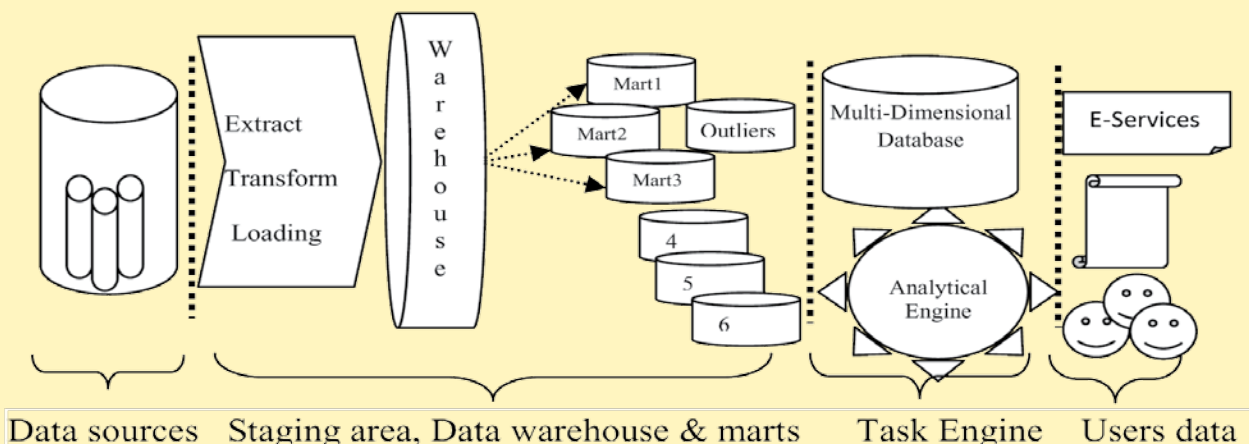 Extract
Transform
Loading
Warehouse
Mart1
Mart2
Outliers
Mart3
4
5
6
Multi-Dimensional
Database
Analytical
Engine
E-Services
Data sources
Staging area, Data warehouse & marts
Task Engine
Users data